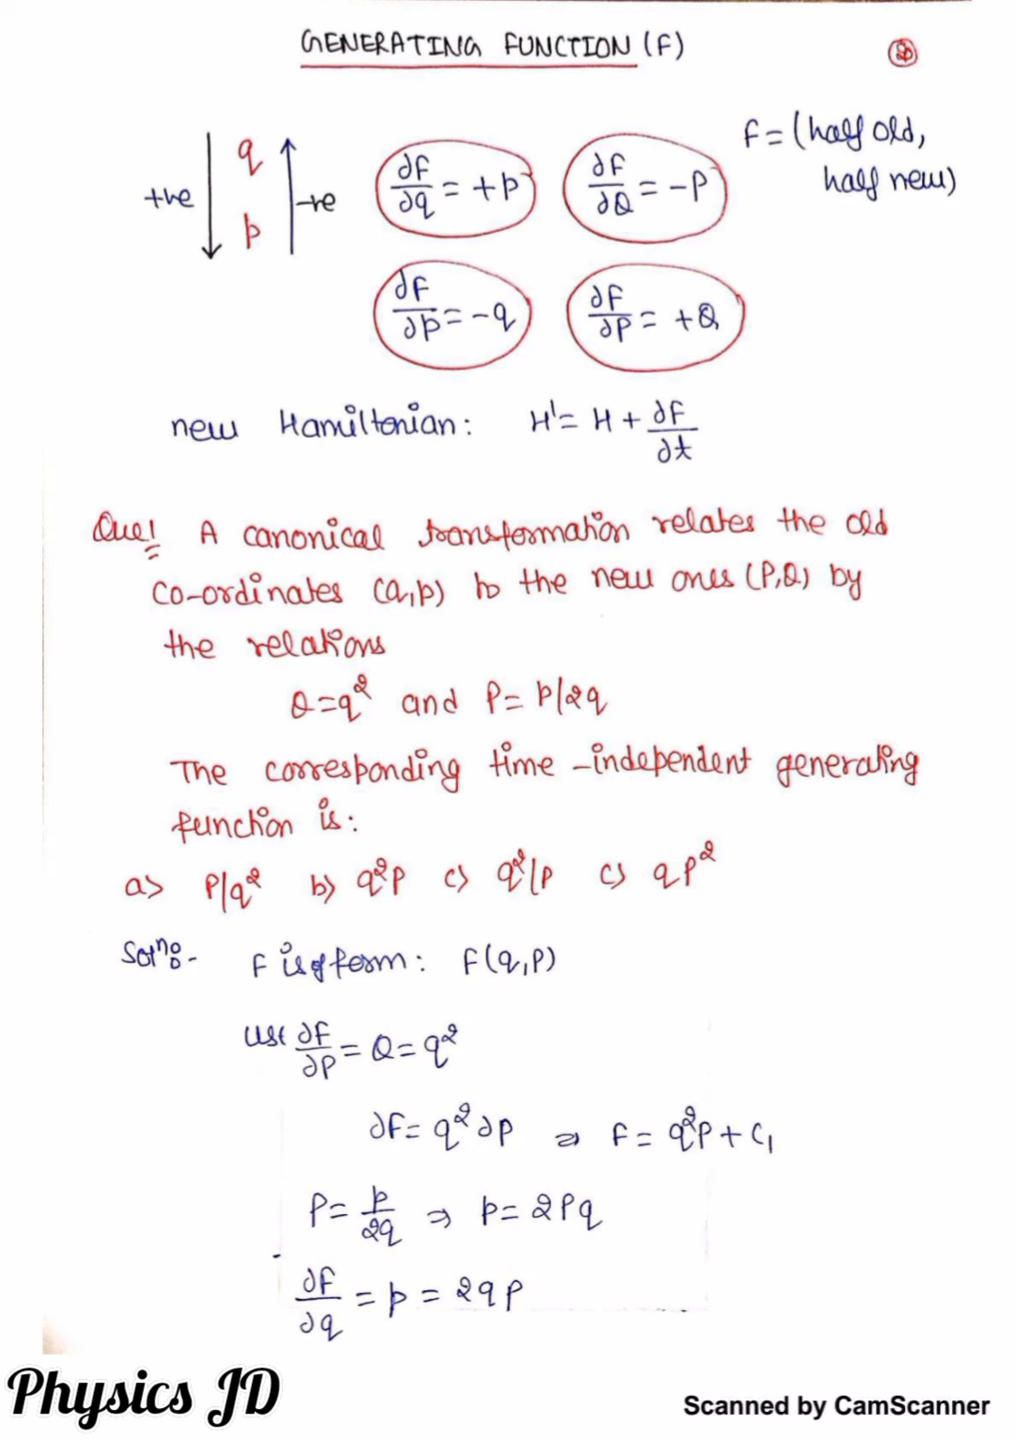 GENERATING FUNCTION (F)
F = (half old,
half new)
+ve q -ve ∂F/∂q = +p ∂F/∂Q = -P
p
∂F/∂p = -q ∂F/∂P = +Q
new Hamiltonian: H' = H + ∂F/∂t
Que! A canonical transformation relates the old
co-ordinates (q,p) to the new ones (P,Q) by
the relations
Q=q² and P= p/2q
The corresponding time-independent generating
function is:
a) P/q² b) q²P c) q²/P c) qP²
Solno- F is of form: F(q,P)
use ∂F/∂P = Q = q²
∂F = q²∂P ⇒ F = q²P + C₁
P = p/2q ⇒ p = 2Pq
∂F/∂q = p = 2qP
Physics JD
Scanned by CamScanner